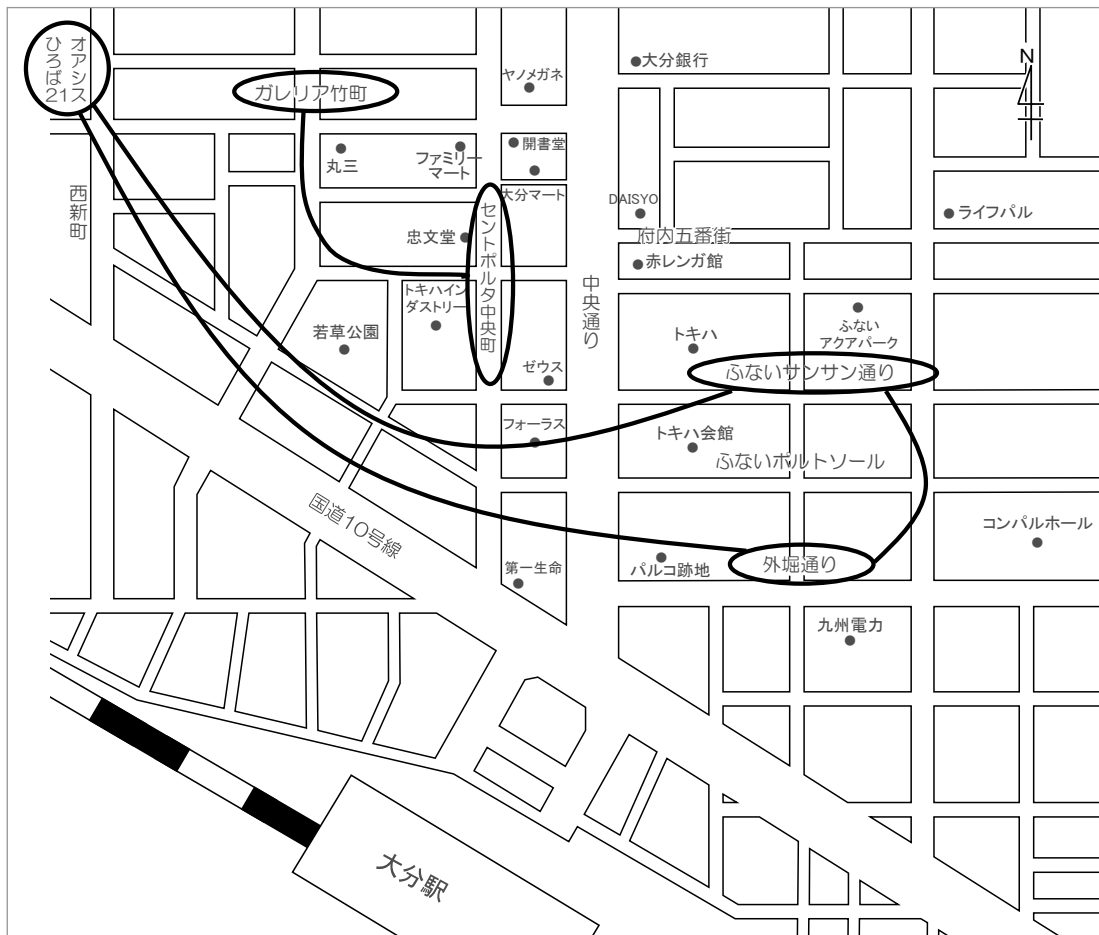 オアシス
ひろば21
ガレリア竹町
ヤノメガネ
大分銀行
N
丸三
ファミリー
マート
開書堂
大分マート
西新町
DAISYO
ライフパル
忠文堂
セントポルタ中央町
府内五番街
赤レンガ館
中央通り
トキハイン
ダストリー
若草公園
トキハ
ふない
アクアパーク
ゼウス
ふないサンサン通り
フォーラス
トキハ会館
ふないポルトソール
国道10号線
コンパルホール
第一生命
パルコ跡地
外堀通り
九州電力
大分駅